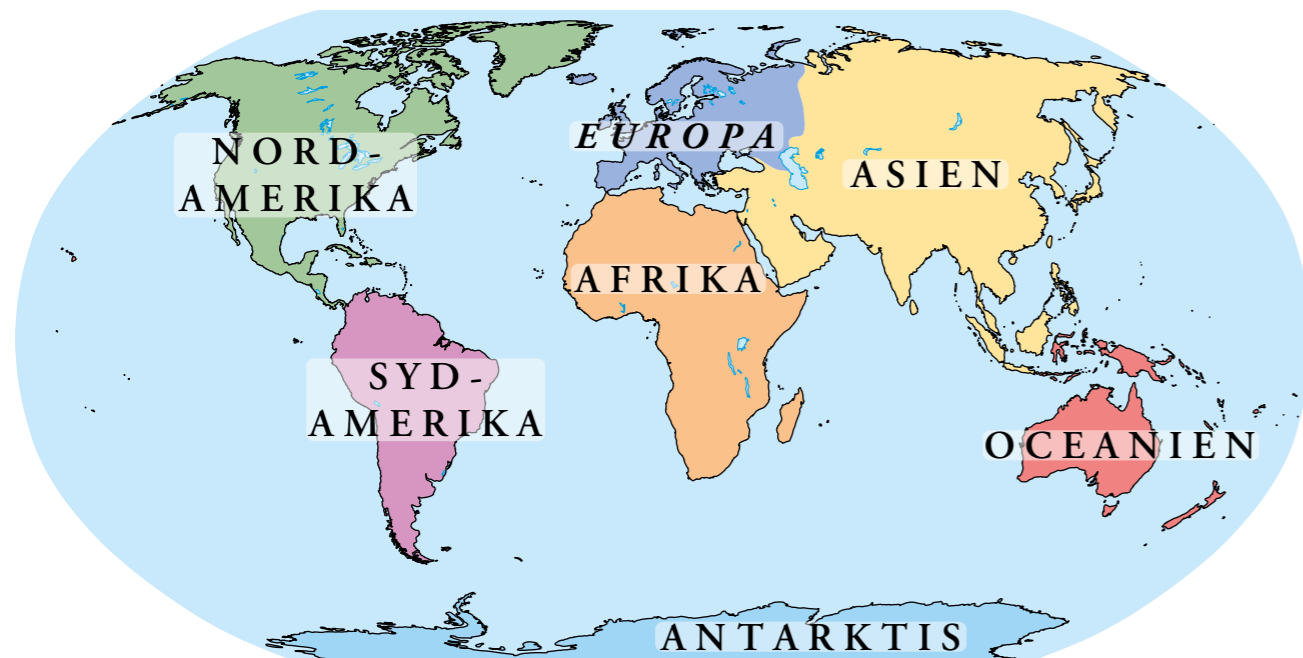 NORD-
AMERIKA
EUROPA
ASIEN
AFRIKA
SYD-
AMERIKA
OCEANIEN
ANTARKTIS